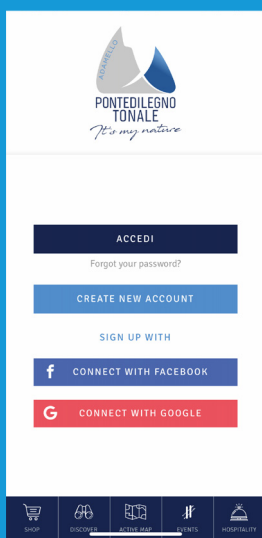 ADAMELLO
PONTEDILEGNO
TONALE
It's my nature
ACCEDI
Forgot your password?
CREATE NEW ACCOUNT
SIGN UP WITH
f CONNECT WITH FACEBOOK
G CONNECT WITH GOOGLE
SHOP DISCOVER ACTIVE MAP EVENTS HOSPITALITY